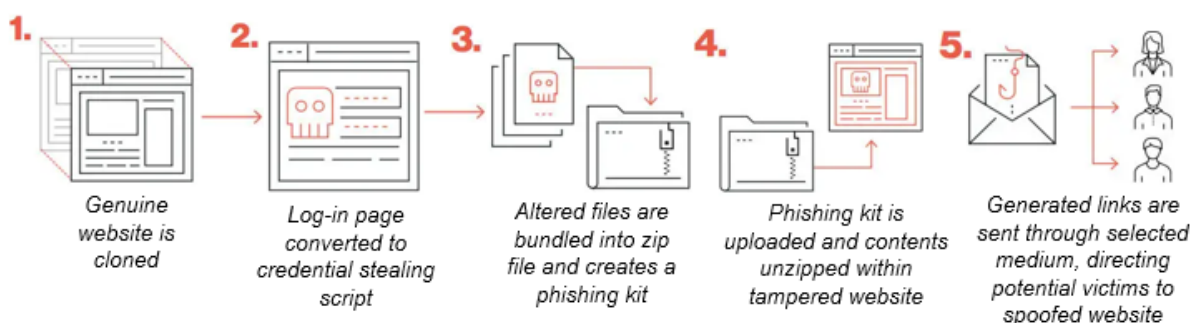 1.
Genuine
website is
cloned
2.
Log-in page
converted to
credential stealing
script
3.
Altered files are
bundled into zip
file and creates a
phishing kit
4.
Phishing kit is
uploaded and contents
unzipped within
tampered website
5.
Generated links are
sent through selected
medium, directing
potential victims to
spoofed website